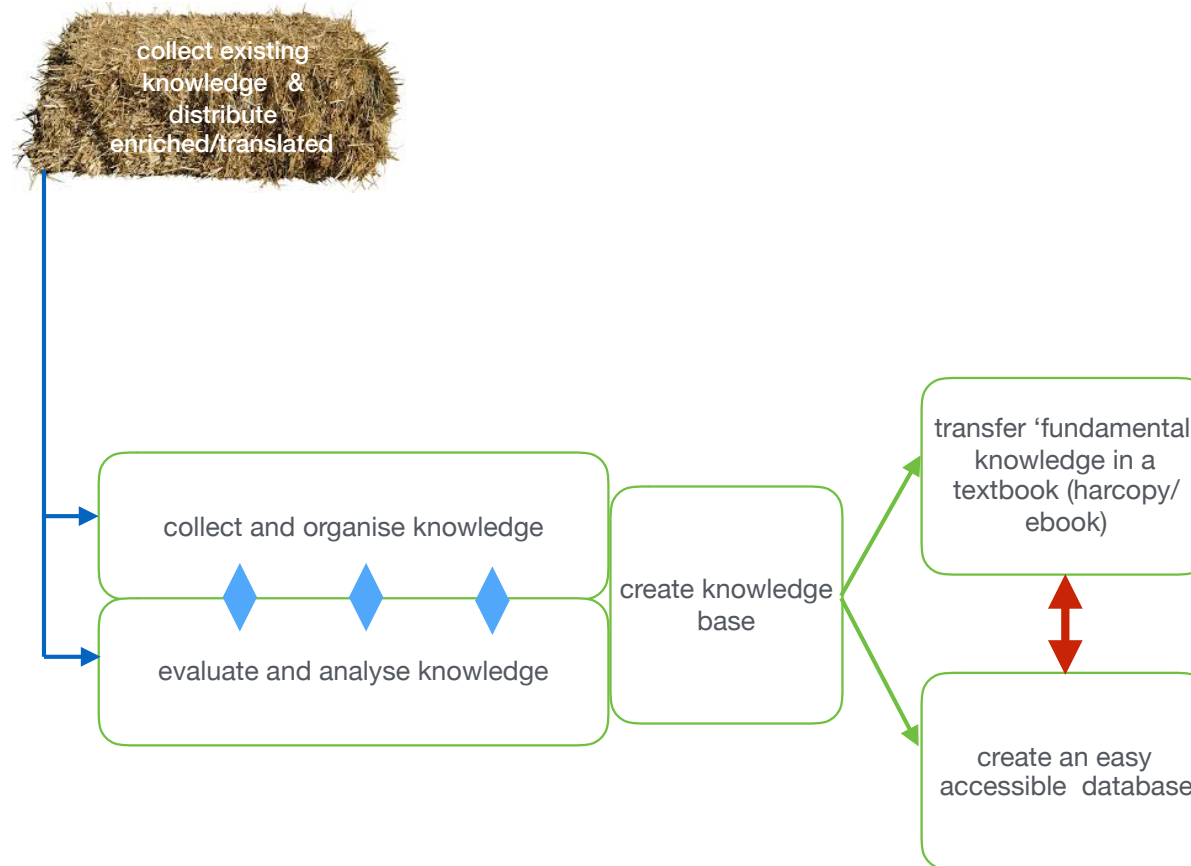 collect existing
knowledge &
distribute
enriched/translated
collect and organise knowledge
evaluate and analyse knowledge
create knowledge
base
transfer ‘fundamental
knowledge in a
textbook (harcopy/
ebook)
create an easy
accessible database